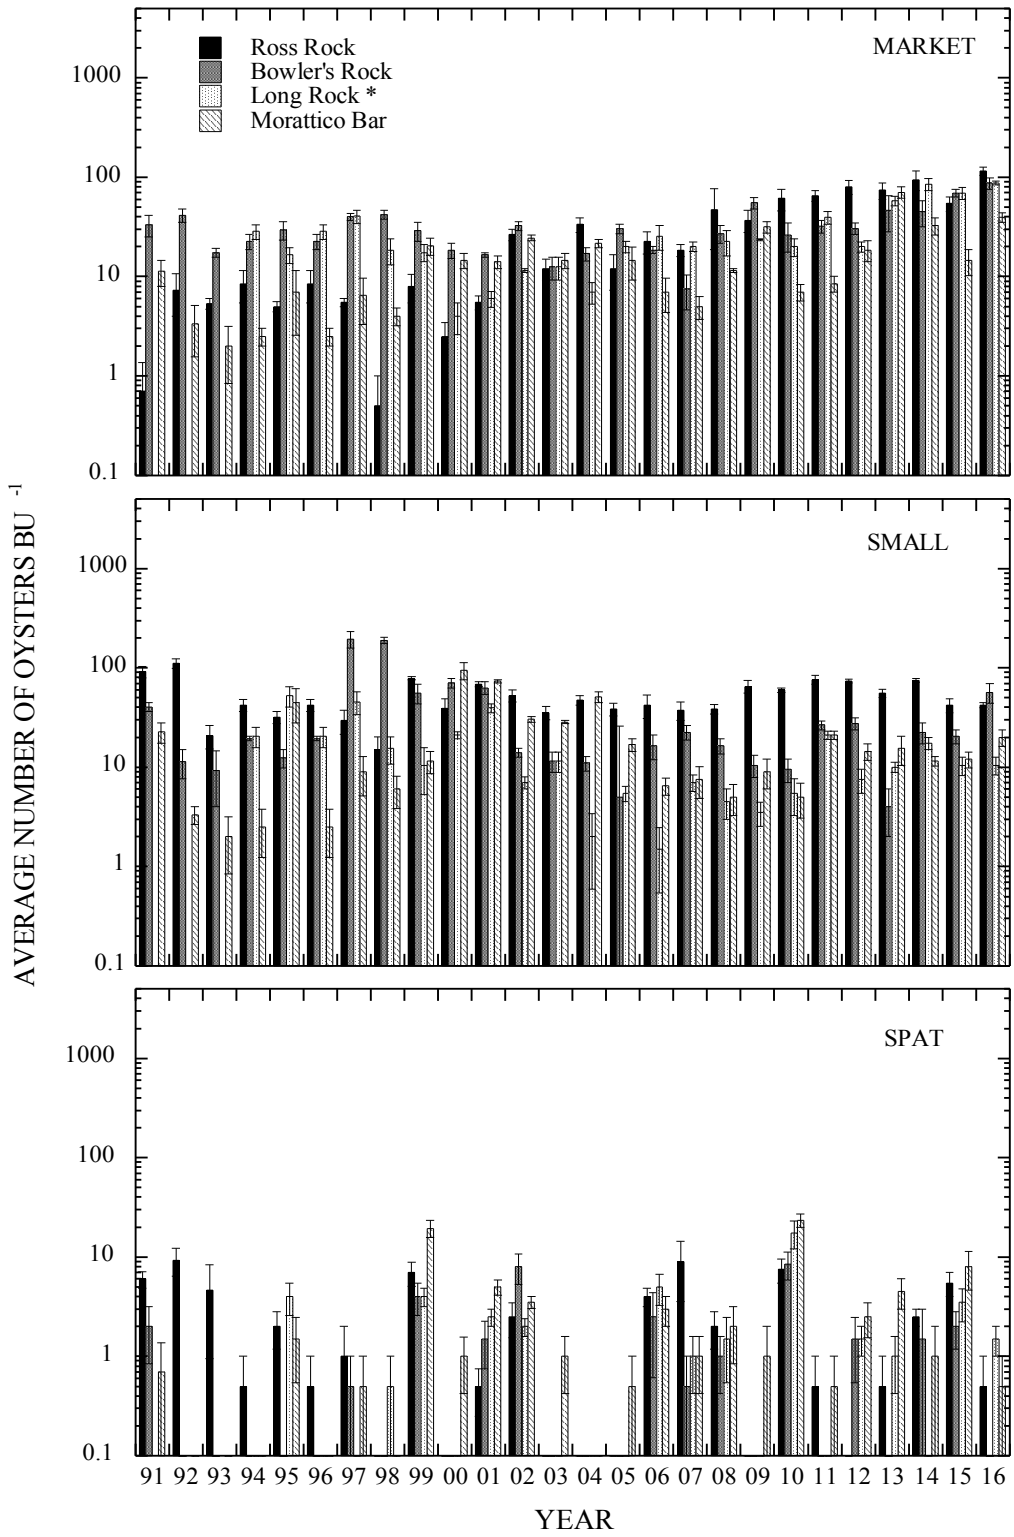 MARKET
Ross Rock
Bowler's Rock
Long Rock *
Morattico Bar
1000
100
10
1
0.1
SMALL
1000
100
10
1
0.1
SPAT
1000
100
10
1
0.1
AVERAGE NUMBER OF OYSTERS BU -1
91 92 93 94 95 96 97 98 99 00 01 02 03 04 05 06 07 08 09 10 11 12 13 14 15 16
YEAR